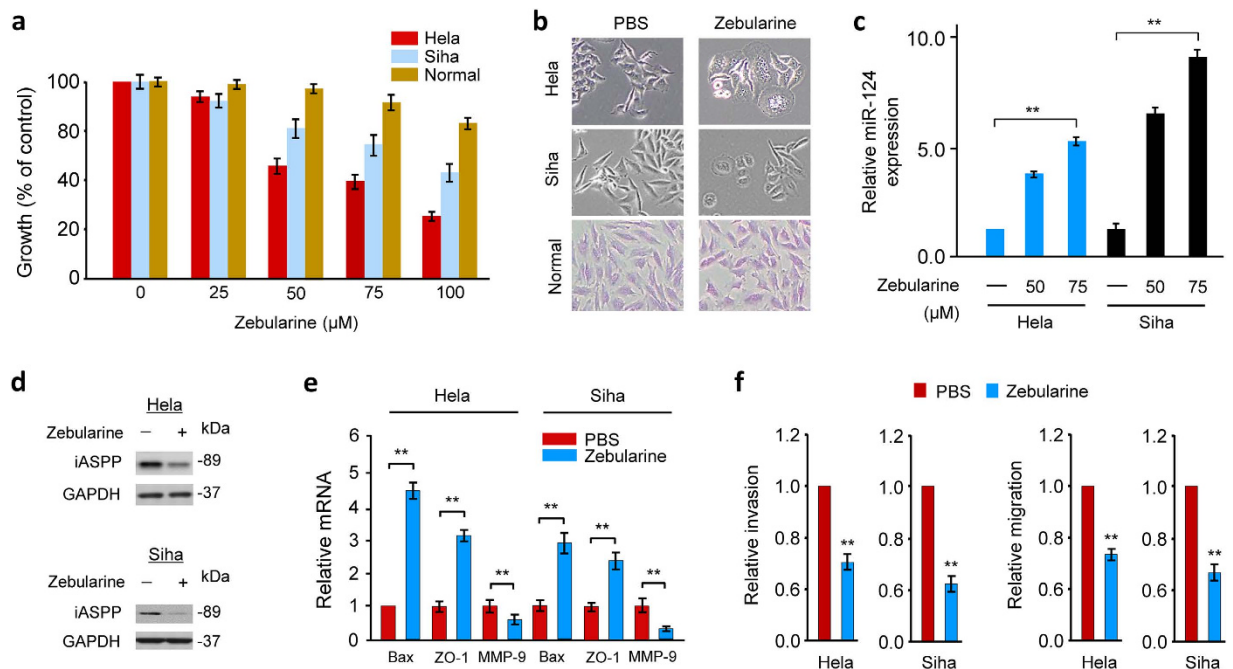 a
Hela
Siha
Normal
Growth (% of control)
100
80
60
40
20
0
0 25 50 75 100
Zebularine (µM)
b
PBS Zebularine
Hela
Siha
Normal
c
Relative miR-124
expression
10.0
5.0
0.0
**
**
Zebularine — 50 75 — 50 75
(µM) Hela Siha
d
Hela
Zebularine — + kDa
iASPP -89
GAPDH -37
Siha
Zebularine — + kDa
iASPP -89
GAPDH -37
e
Hela Siha
PBS
Zebularine
Relative mRNA
6
5
4
3
2
1
0
** ** ** ** ** **
Bax ZO-1 MMP-9 Bax ZO-1 MMP-9
f
PBS Zebularine
Relative invasion
1.2 1.2
1.0 1.0
0.8 0.8
0.6 0.6
0.4 0.4
0.2 0.2
0.0 0.0
** **
Hela Siha
Relative migration
1.2 1.2
1.0 1.0
0.8 0.8
0.6 0.6
0.4 0.4
0.2 0.2
0.0 0.0
** **
Hela Siha